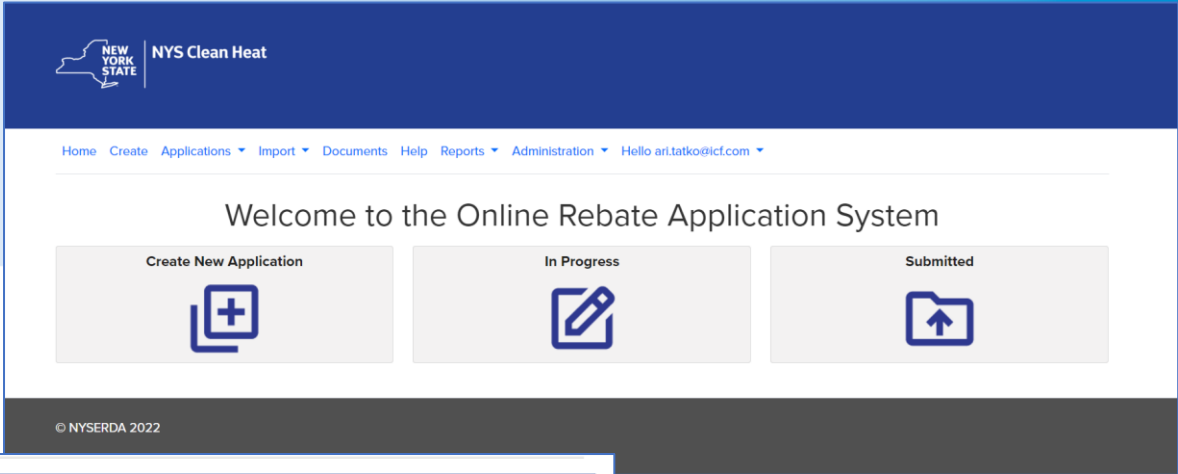 NEW
YORK
STATE
NYS Clean Heat
Home Create Applications Import Documents Help Reports Administration Hello ari.tatko@icf.com
Welcome to the Online Rebate Application System
Create New Application In Progress Submitted
© NYSERDA 2022